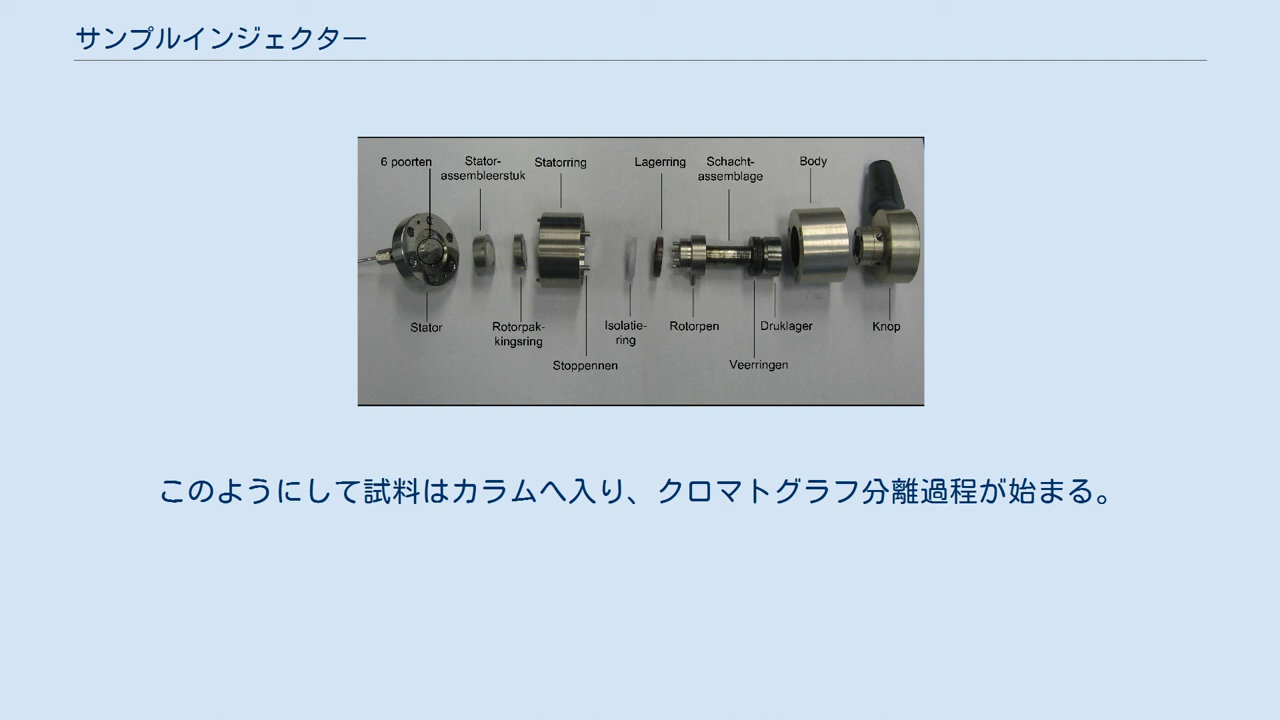 サンプルインジェクター
6 poorten
Stator-
assembleerstuk
Statorring
Lagerring
Schacht-
assemblage
Body
Stator
Rotorpak-
kingsring
Stoppennen
Isolatie-
ring
Rotorpen
Druklager
Veerringen
Knop
このようにして試料はカラムへ入り、クロマトグラフ分離過程が始まる。